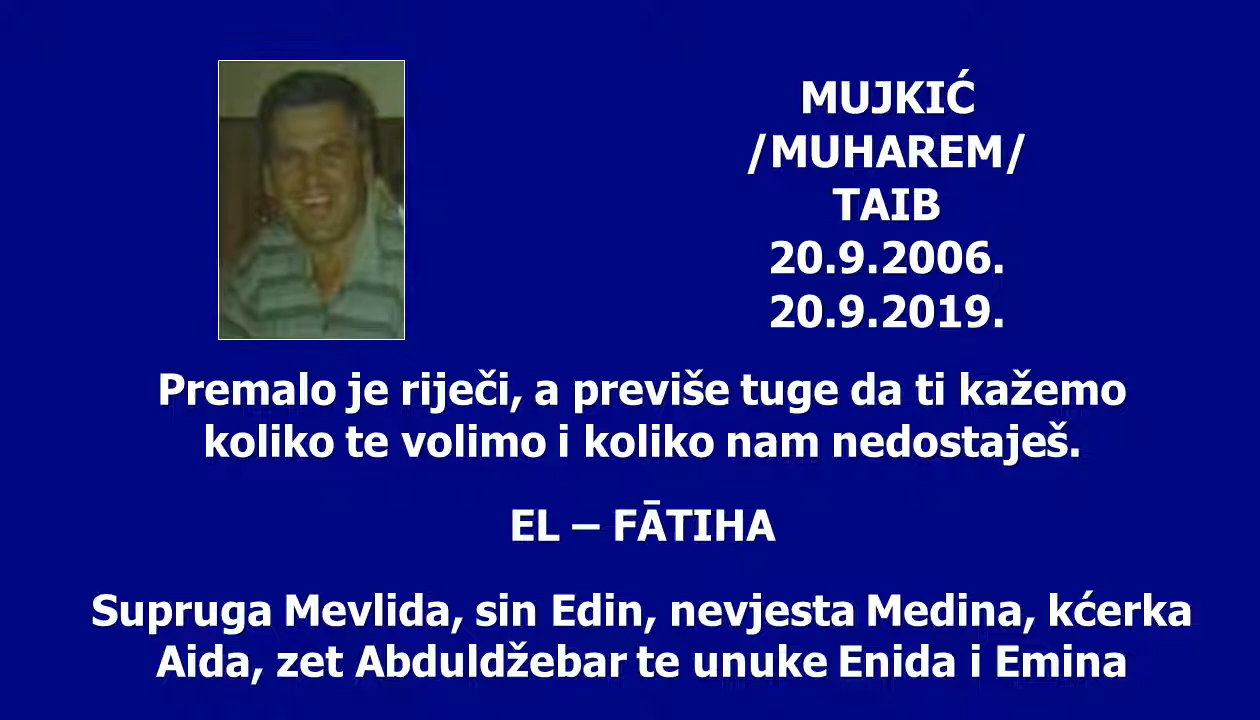 MUJKIĆ
/MUHAREM/
TAIB
20.9.2006.
20.9.2019.
Premalo je riječi, a previše tuge da ti kažemo
koliko te volimo i koliko nam nedostaješ.
EL – FĀTIHA
Supruga Mevlida, sin Edin, nevjesta Medina, kćerka
Aida, zet Abduldžebar te unuke Enida i Emina